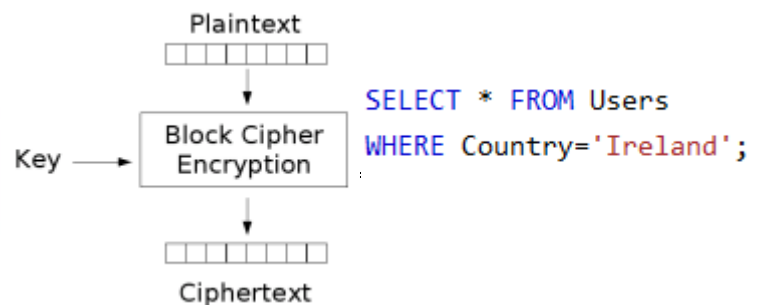 Plaintext
Key
Block Cipher
Encryption
Ciphertext
SELECT * FROM Users
WHERE Country='Ireland';